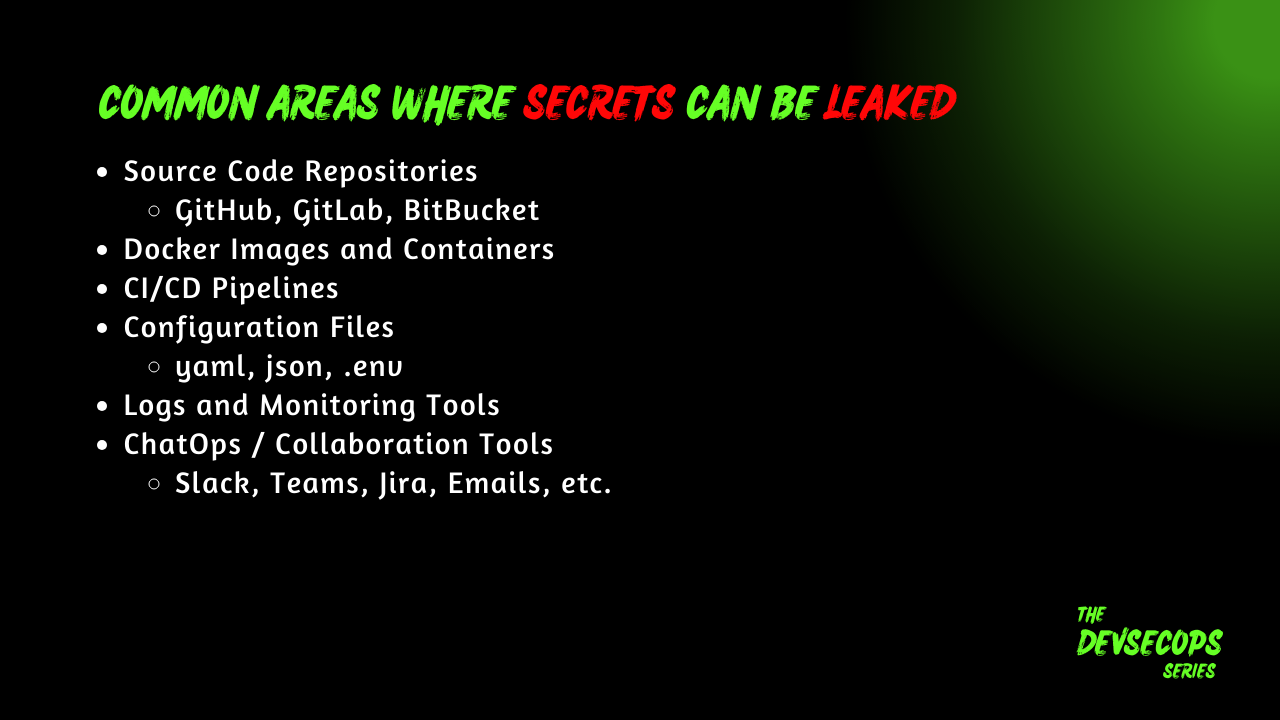 COMMON AREAS WHERE SECRETS CAN BE LEAKED
• Source Code Repositories
◦ GitHub, GitLab, BitBucket
• Docker Images and Containers
• CI/CD Pipelines
• Configuration Files
◦ yaml, json, .env
• Logs and Monitoring Tools
• ChatOps / Collaboration Tools
◦ Slack, Teams, Jira, Emails, etc.
THE
DEVSECOPS
SERIES